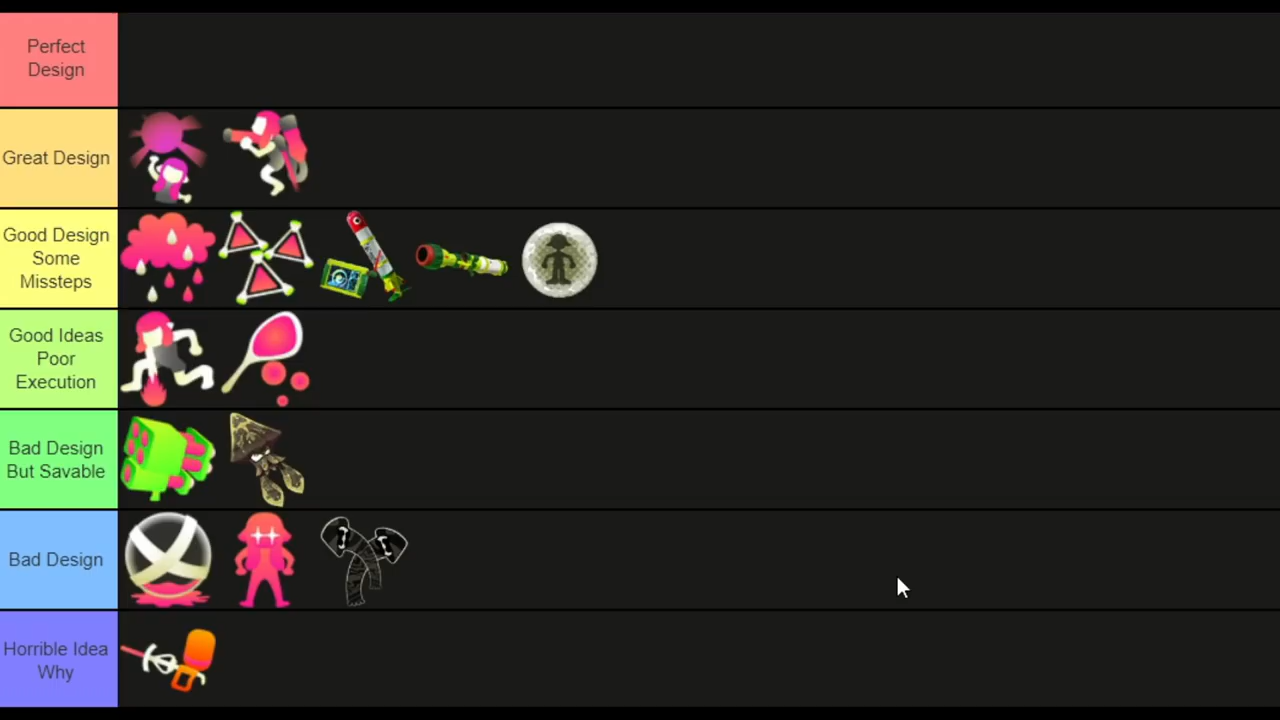 Perfect
Design
Great Design
Good Design
Some
Missteps
Good Ideas
Poor
Execution
Bad Design
But Savable
Bad Design
Horrible Idea
Why